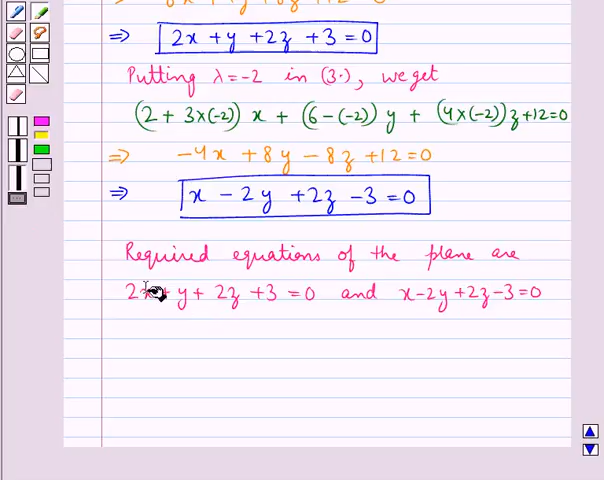 ⇒ 2x + y + 2z + 3 = 0
Putting λ = -2 in (3.), we get
(2 + 3×(-2)) x + (6 - (-2)) y + (4×(-2)) z + 12 = 0
⇒ -4x + 8y - 8z + 12 = 0
⇒ x - 2y + 2z - 3 = 0
Required equations of the plane are
2x + y + 2z + 3 = 0 and x - 2y + 2z - 3 = 0